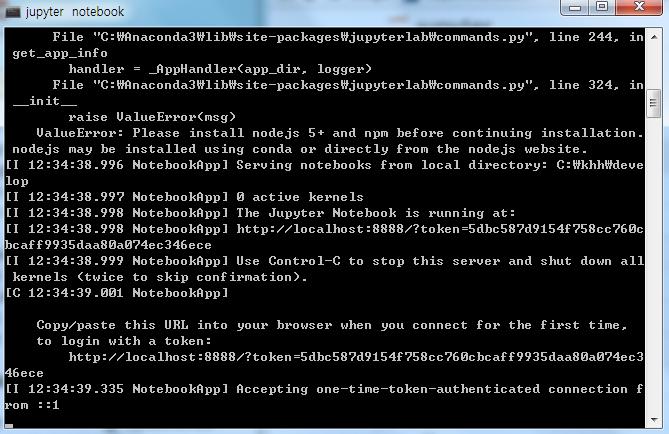 jupyter notebook
File "C:₩Anaconda3₩lib₩site-packages₩jupyterlab₩commands.py", line 244, in
get_app_info
handler = _AppHandler(app_dir, logger)
File "C:₩Anaconda3₩lib₩site-packages₩jupyterlab₩commands.py", line 324, in
__init__
raise ValueError(msg)
ValueError: Please install nodejs 5+ and npm before continuing installation.
nodejs may be installed using conda or directly from the nodejs website.
[I 12:34:38.996 NotebookApp] Serving notebooks from local directory: C:₩khh₩deve
lop
[I 12:34:38.997 NotebookApp] 0 active kernels
[I 12:34:38.998 NotebookApp] The Jupyter Notebook is running at:
[I 12:34:38.998 NotebookApp] http://localhost:8888/?token=5dbc587d9154f758cc760c
bcaff9935daa80a074ec346ece
[I 12:34:38.999 NotebookApp] Use Control-C to stop this server and shut down all
kernels (twice to skip confirmation).
[C 12:34:39.001 NotebookApp]
Copy/paste this URL into your browser when you connect for the first time,
to login with a token:
http://localhost:8888/?token=5dbc587d9154f758cc760cbcaff9935daa80a074ec3
46ece
[I 12:34:39.335 NotebookApp] Accepting one-time-token-authenticated connection f
rom ::1